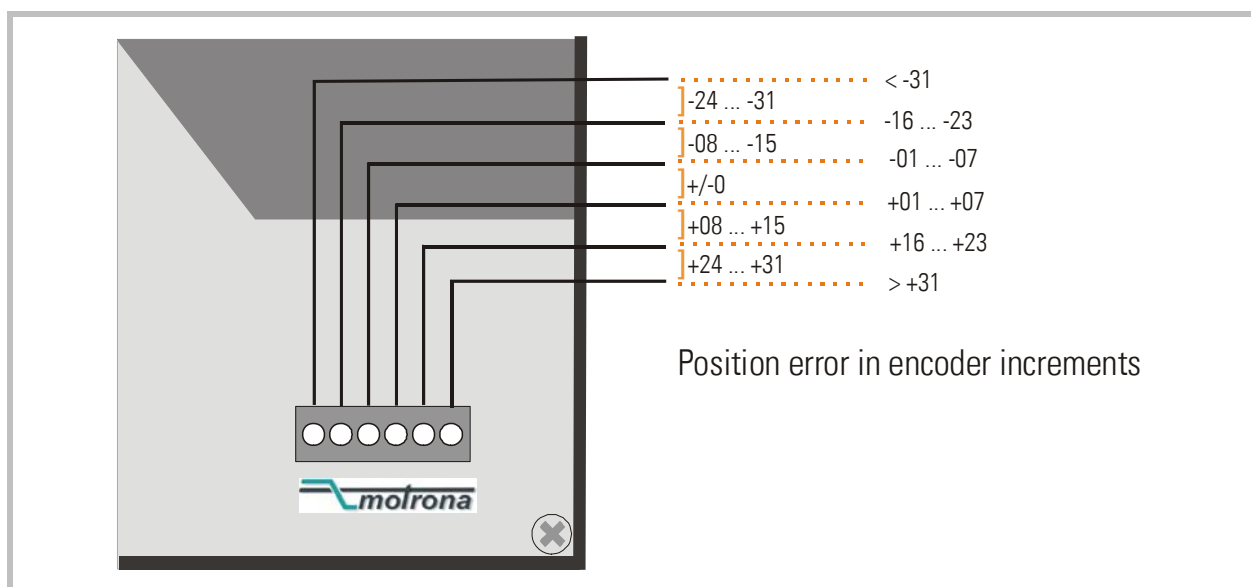 < -31
-24 ... -31
-16 ... -23
-08 ... -15
-01 ... -07
+/-0
+01 ... +07
+08 ... +15
+16 ... +23
+24 ... +31
> +31
Position error in encoder increments
motrona